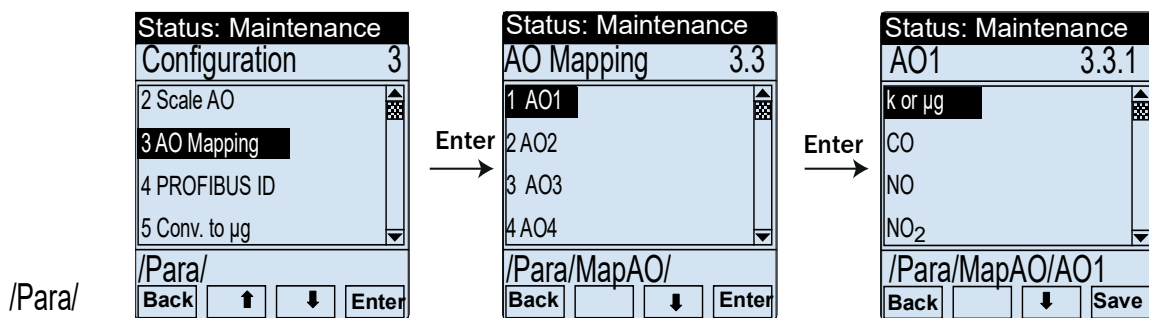 Status: Maintenance
Configuration 3
2 Scale AO
3 AO Mapping
4 PROFIBUS ID
5 Conv. to µg
/Para/
Back ⬆ ⬇ Enter
Enter
Status: Maintenance
AO Mapping 3.3
1 AO1
2 AO2
3 AO3
4 AO4
/Para/MapAO/
Back ⬇ Enter
Enter
Status: Maintenance
AO1 3.3.1
k or µg
CO
NO
NO₂
/Para/MapAO/AO1
Back ⬇ Save
/Para/